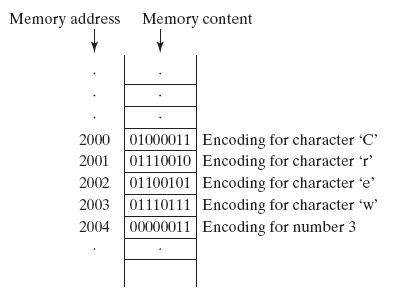 Memory address Memory content
.  .
.  .
.  .
2000 01000011 Encoding for character ‘C’
2001 01110010 Encoding for character ‘r’
2002 01100101 Encoding for character ‘e’
2003 01110111 Encoding for character ‘w’
2004 00000011 Encoding for number 3
.  .